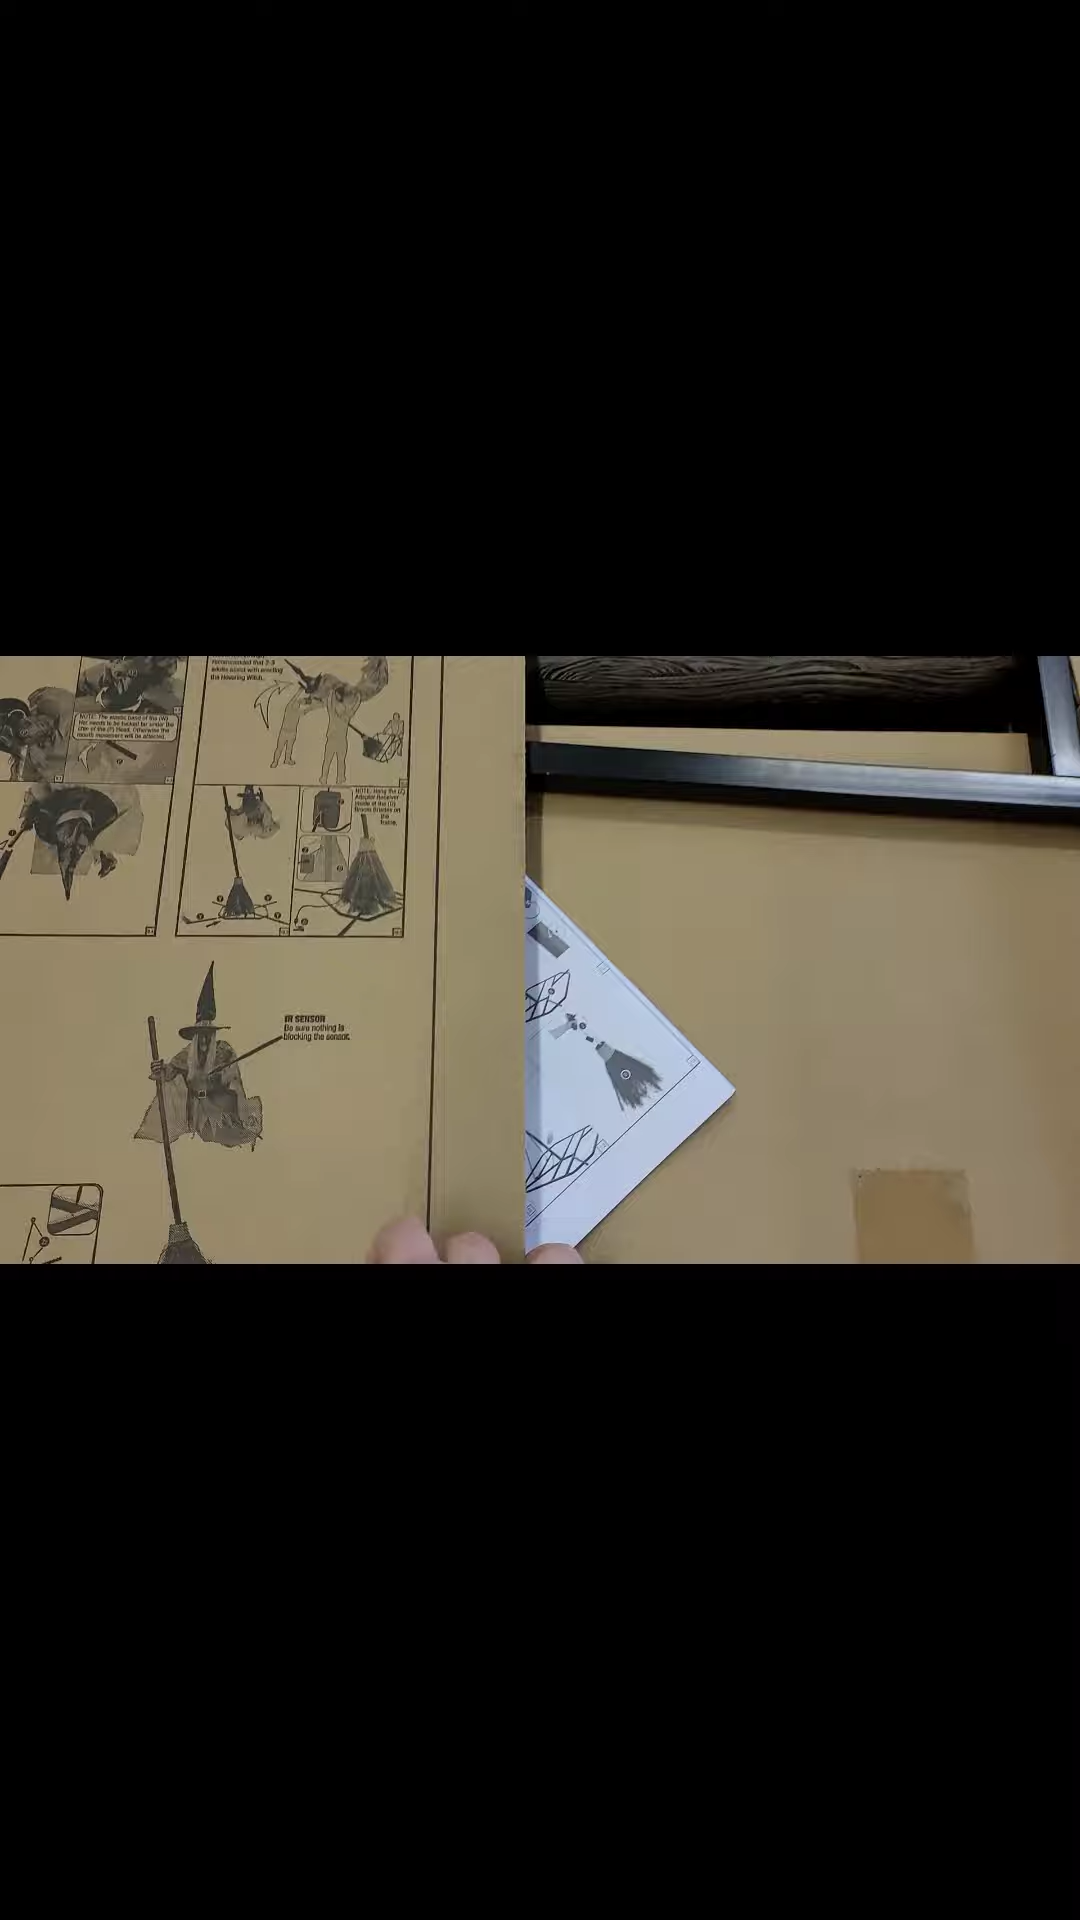 recommended that 2-3
adults assist with erecting
the Hovering Witch.
NOTE: The elastic band of the (W)
Hat needs to be tucked far under the
chin of the (F) Head. Otherwise the
mouth movement will be affected.
NOTE: Hang the (Z)
Adaptor Receiver
inside of the
Broom Bristles on
the
frame.
IR SENSOR
Be sure nothing is
blocking the sensor.